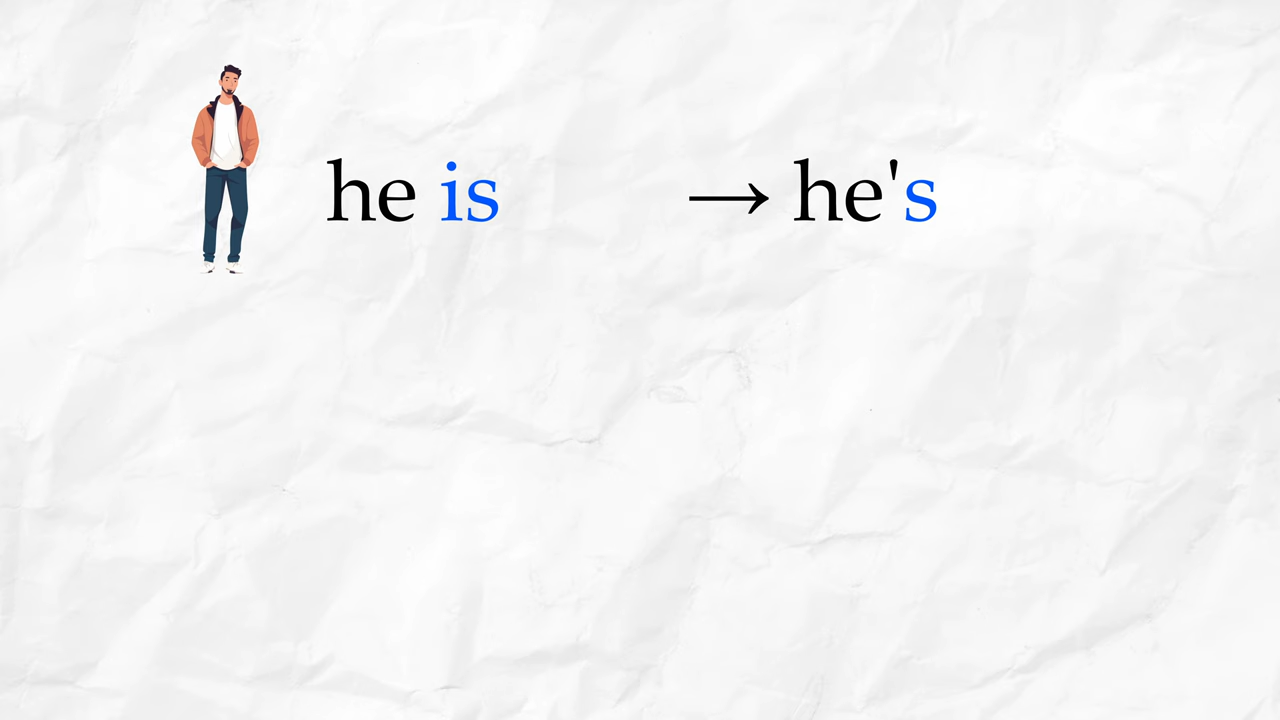 he is → he's